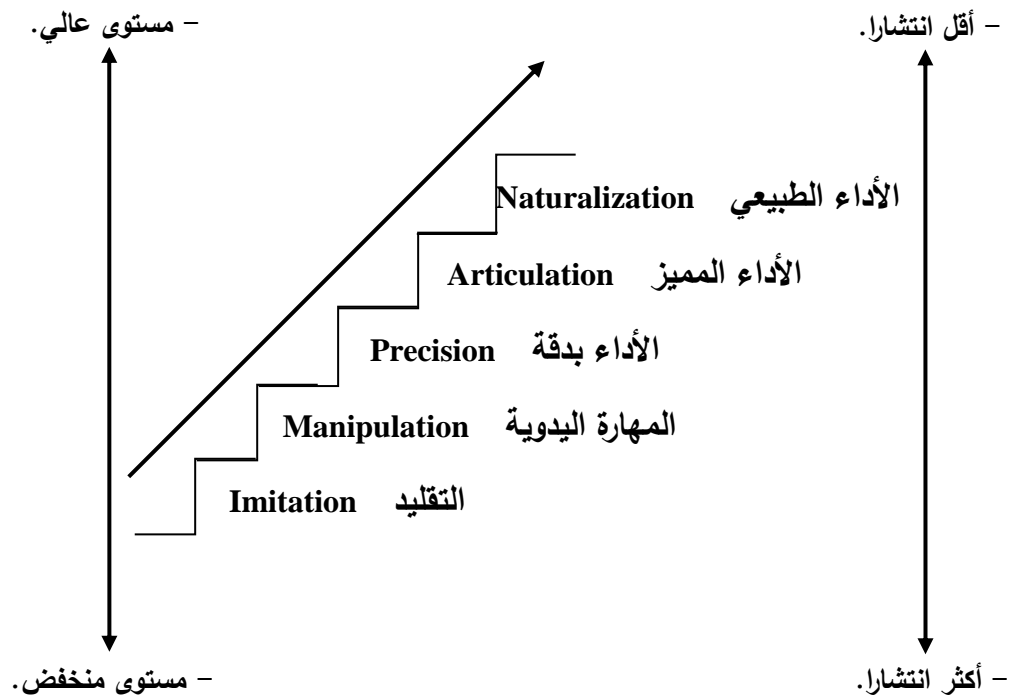 - أقل انتشارا.
- مستوى عالي.
الأداء الطبيعي Naturalization
الأداء المميز Articulation
الأداء بدقة Precision
المهارة اليدوية Manipulation
التقليد Imitation
- أكثر انتشارا.
- مستوى منخفض.